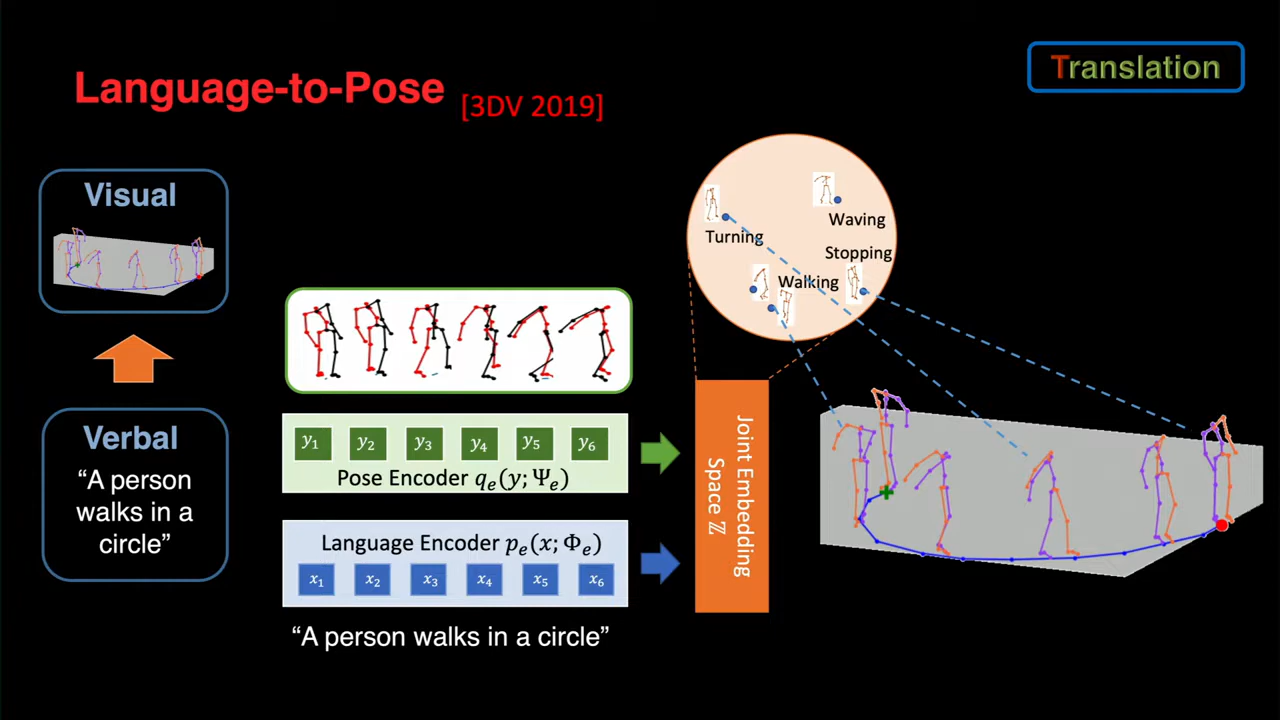 Language-to-Pose [3DV 2019]
Translation
Visual
Verbal
“A person
walks in a
circle”
y₁ y₂ y₃ y₄ y₅ y₆
Pose Encoder qₑ(y; Ψₑ)
Language Encoder pₑ(x; Φₑ)
x₁ x₂ x₃ x₄ x₅ x₆
“A person walks in a circle”
Joint Embedding
Space ℤ
Turning
Waving
Stopping
Walking